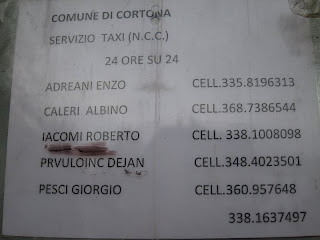 COMUNE DI CORTONA
SERVIZIO TAXI (N.C.C.)
24 ORE SU 24
ADREANI ENZO CELL.335.8196313
CALERI ALBINO CELL.368.7386544
IACOMI ROBERTO CELL. 338.1008098
PRVULOINC DEJAN CELL.348.4023501
PESCI GIORGIO CELL.360.957648
338.1637497